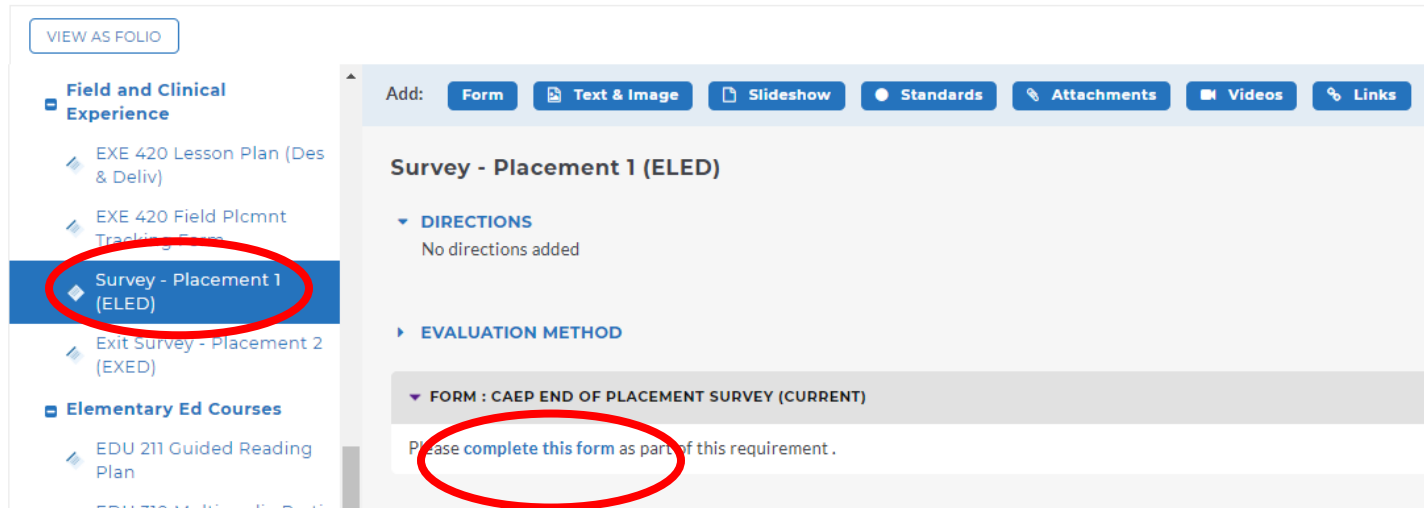 VIEW AS FOLIO
Field and Clinical
Experience
EXE 420 Lesson Plan (Des
& Deliv)
EXE 420 Field Plcmnt
Tracking Form
Survey - Placement 1
(ELED)
Exit Survey - Placement 2
(EXED)
Elementary Ed Courses
EDU 211 Guided Reading
Plan
Add: Form Text & Image Slideshow Standards Attachments Videos Links
Survey - Placement 1 (ELED)
DIRECTIONS
No directions added
EVALUATION METHOD
FORM : CAEP END OF PLACEMENT SURVEY (CURRENT)
Please complete this form as part of this requirement .